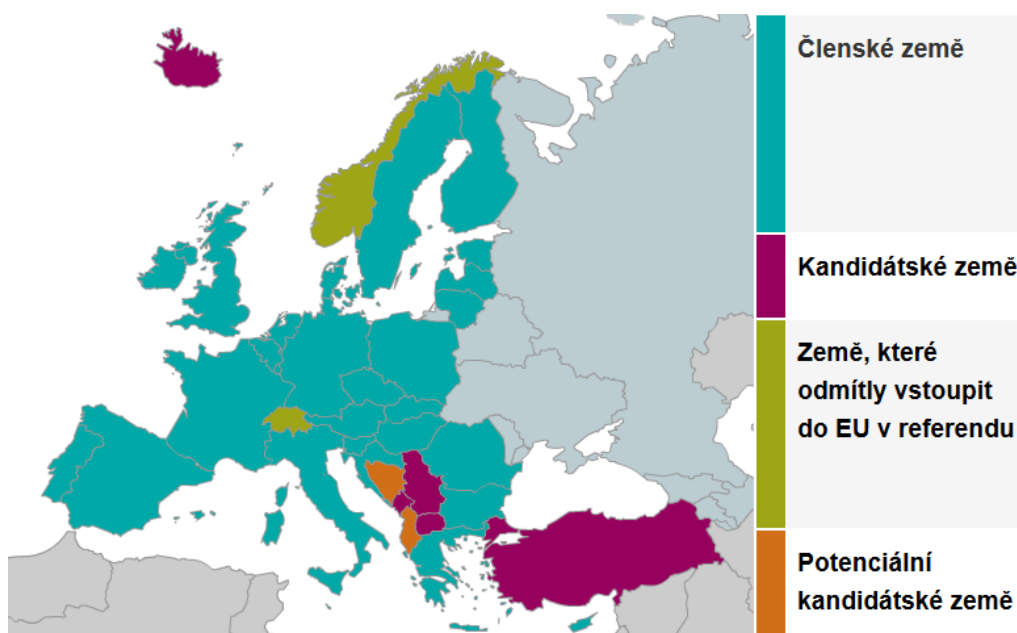 Členské země
Kandidátské země
Země, které
odmítly vstoupit
do EU v referendu
Potenciální
kandidátské země